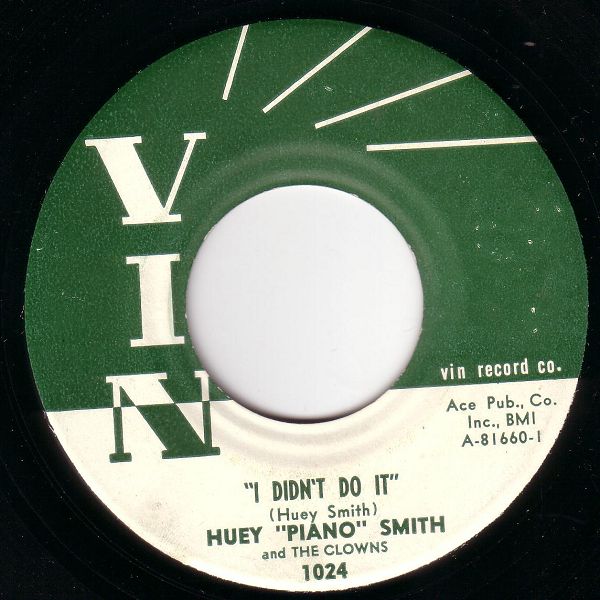 VIN
vin record co.
Ace Pub., Co.
Inc., BMI
A-81660-1
"I DIDN'T DO IT"
(Huey Smith)
HUEY "PIANO" SMITH
and THE CLOWNS
1024